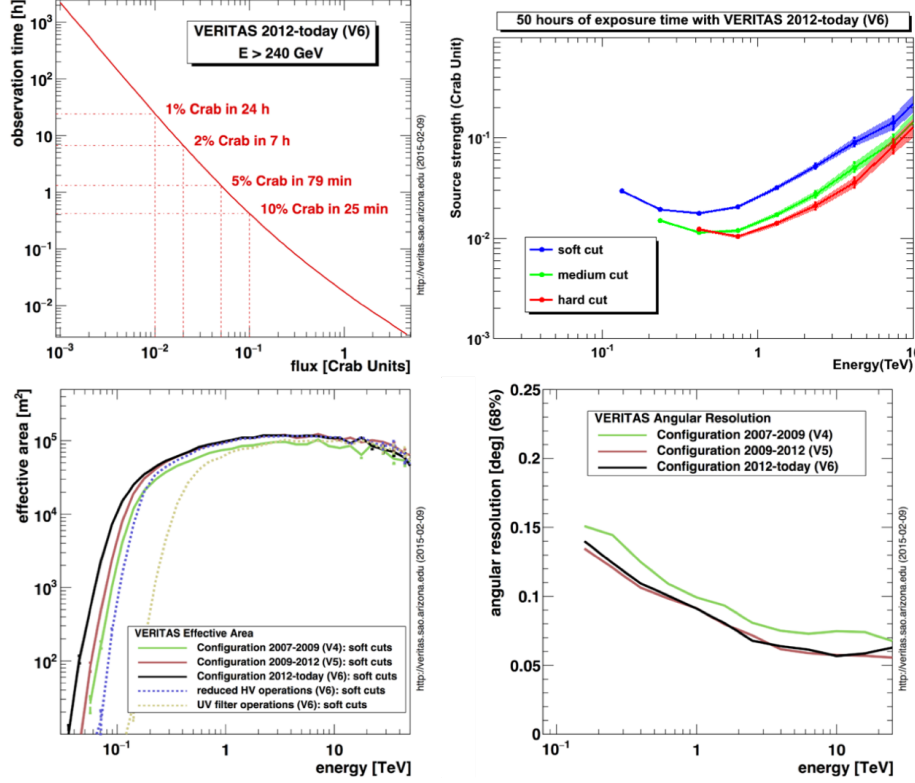 VERITAS 2012-today (V6)
E > 240 GeV
1% Crab in 24 h
2% Crab in 7 h
5% Crab in 79 min
10% Crab in 25 min
observation time [h]
10³
10²
10
1
10⁻¹
10⁻²
10⁻³
10⁻²
10⁻¹
1
flux [Crab Units]
http://veritas.sao.arizona.edu (2015-02-09)
50 hours of exposure time with VERITAS 2012-today (V6)
Source strength (Crab Unit)
10⁻¹
10⁻²
10⁻³
soft cut
medium cut
hard cut
10⁻¹
1
Energy(TeV)
effective area [m²]
10⁵
10⁴
10³
10²
VERITAS Effective Area
Configuration 2007-2009 (V4): soft cuts
Configuration 2009-2012 (V5): soft cuts
Configuration 2012-today (V6): soft cuts
reduced HV operations (V6): soft cuts
UV filter operations (V6): soft cuts
10⁻¹
1
10
energy [TeV]
http://veritas.sao.arizona.edu (2015-02-09)
angular resolution [deg] (68%)
0.25
0.2
0.15
0.1
0.05
0
VERITAS Angular Resolution
Configuration 2007-2009 (V4)
Configuration 2009-2012 (V5)
Configuration 2012-today (V6)
10⁻¹
1
10
energy [TeV]
http://veritas.sao.arizona.edu (2015-02-09)